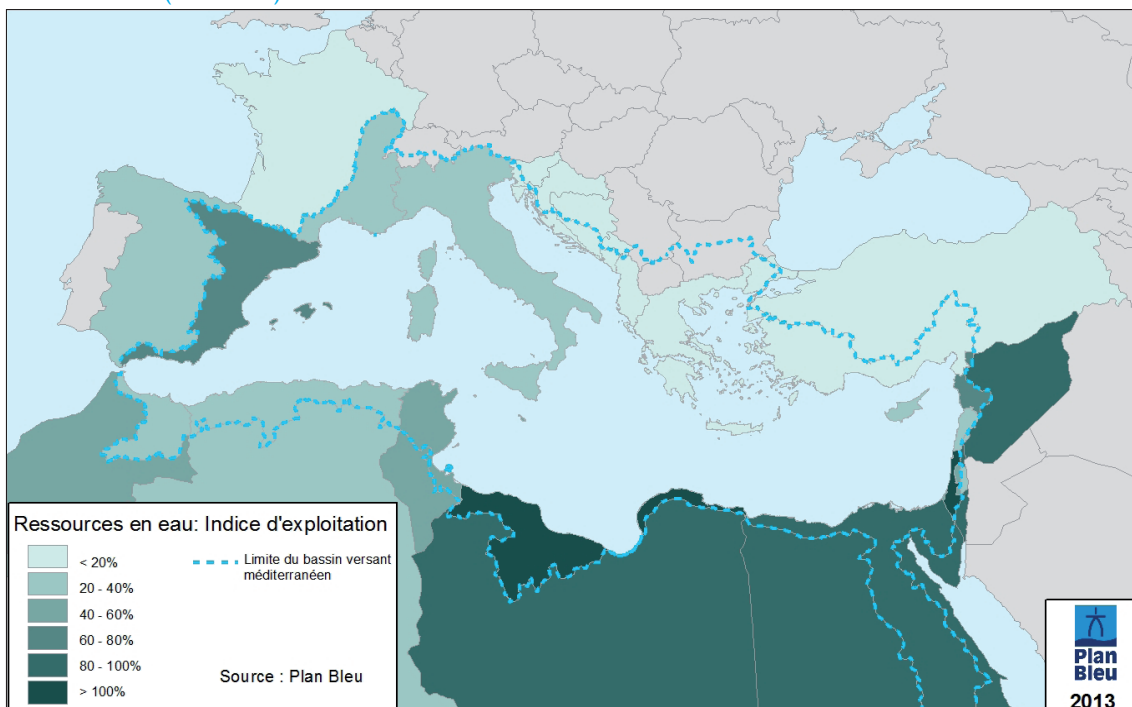 Ressources en eau: Indice d'exploitation
< 20%
20 - 40%
40 - 60%
60 - 80%
80 - 100%
> 100%
Limite du bassin versant
méditerranéen
Source : Plan Bleu
Plan
Bleu
2013